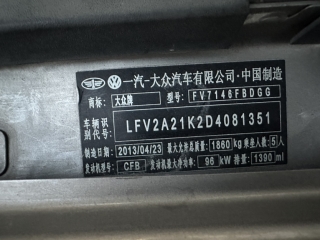 一汽-大众汽车有限公司·中国制造
商标: 大众牌 型号: FV7146FBDGG
车辆识别代号: LFV2A21K2D4081351
制造日期: 2013/04/23 最大允许总质量: 1860 kg 乘坐人数: 5人
发动机型号: CFB 发动机最大净功率: 96 kW 排量: 1390 ml